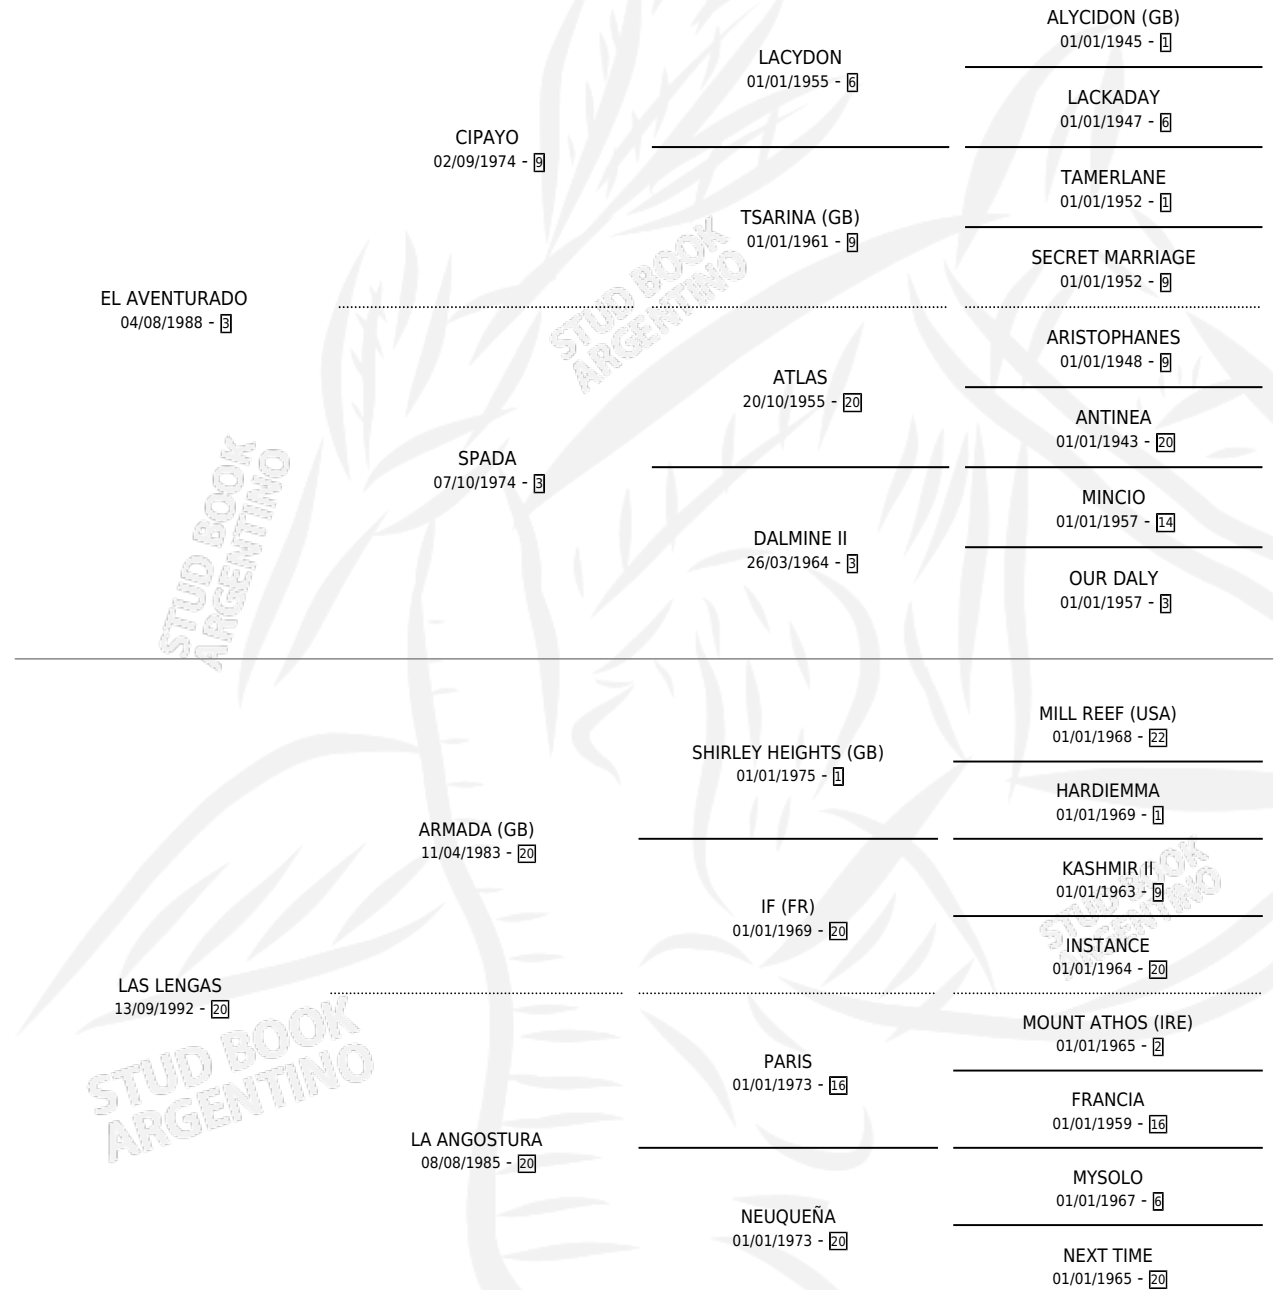 ALYCIDON (GB)
01/01/1945 - 1
LACYDON
01/01/1955 - 6
LACKADAY
01/01/1947 - 6
CIPAYO
02/09/1974 - 9
TAMERLANE
01/01/1952 - 1
TSARINA (GB)
01/01/1961 - 9
SECRET MARRIAGE
01/01/1952 - 9
EL AVENTURADO
04/08/1988 - 3
STUD BOOK
ARGENTINO
ARISTOPHANES
01/01/1948 - 9
ATLAS
20/10/1955 - 20
ANTINEA
01/01/1943 - 20
SPADA
07/10/1974 - 3
MINCIO
01/01/1957 - 14
DALMINE II
26/03/1964 - 3
OUR DALY
01/01/1957 - 3
STUD BOOK
ARGENTINO
MILL REEF (USA)
01/01/1968 - 22
SHIRLEY HEIGHTS (GB)
01/01/1975 - 1
HARDIEMMA
01/01/1969 - 1
ARMADA (GB)
11/04/1983 - 20
KASHMIR II
01/01/1963 - 9
IF (FR)
01/01/1969 - 20
STUD BOOK
ARGENTINO
INSTANCE
01/01/1964 - 20
LAS LENGAS
13/09/1992 - 20
MOUNT ATHOS (IRE)
01/01/1965 - 2
PARIS
01/01/1973 - 16
STUD BOOK
ARGENTINO
FRANCIA
01/01/1959 - 16
LA ANGOSTURA
08/08/1985 - 20
MYSOLO
01/01/1967 - 6
NEUQUEÑA
01/01/1973 - 20
NEXT TIME
01/01/1965 - 20